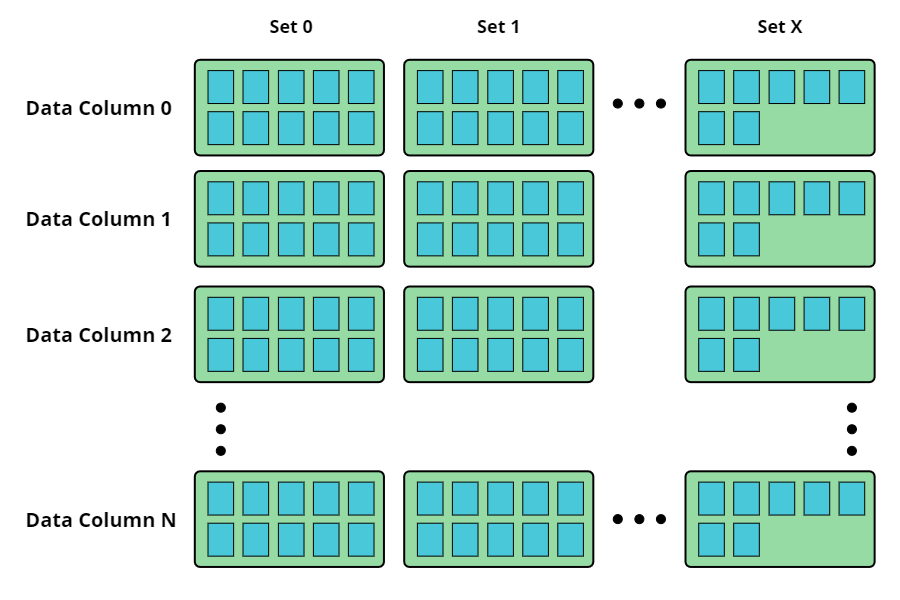 Set 0
Set 1
Set X
Data Column 0
Data Column 1
Data Column 2
Data Column N